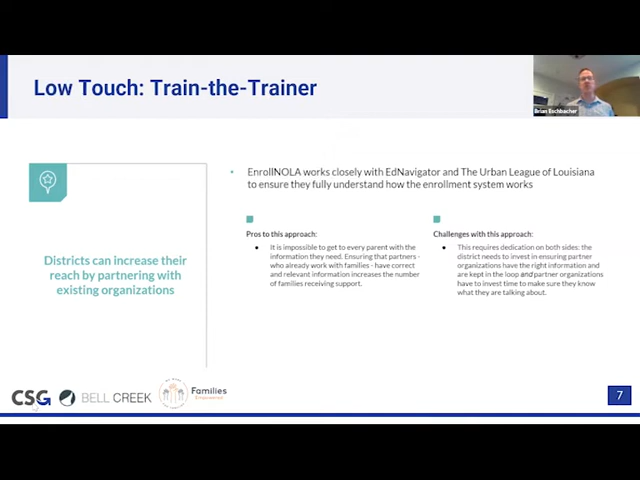 Low Touch: Train-the-Trainer
Brian Eschbacher
• EnrollNOLA works closely with EdNavigator and The Urban League of Louisiana
to ensure they fully understand how the enrollment system works
Districts can increase their
reach by partnering with
existing organizations
Pros to this approach:
• It is impossible to get to every parent with the
information they need. Ensuring that partners -
who already work with families - have correct
and relevant information increases the number
of families receiving support.
Challenges with this approach:
• This requires dedication on both sides: the
district needs to invest in ensuring partner
organizations have the right information and
are kept in the loop and partner organizations
have to invest time to make sure they know
what they are talking about.
CSG
BELL CREEK
Families
Empowered
7